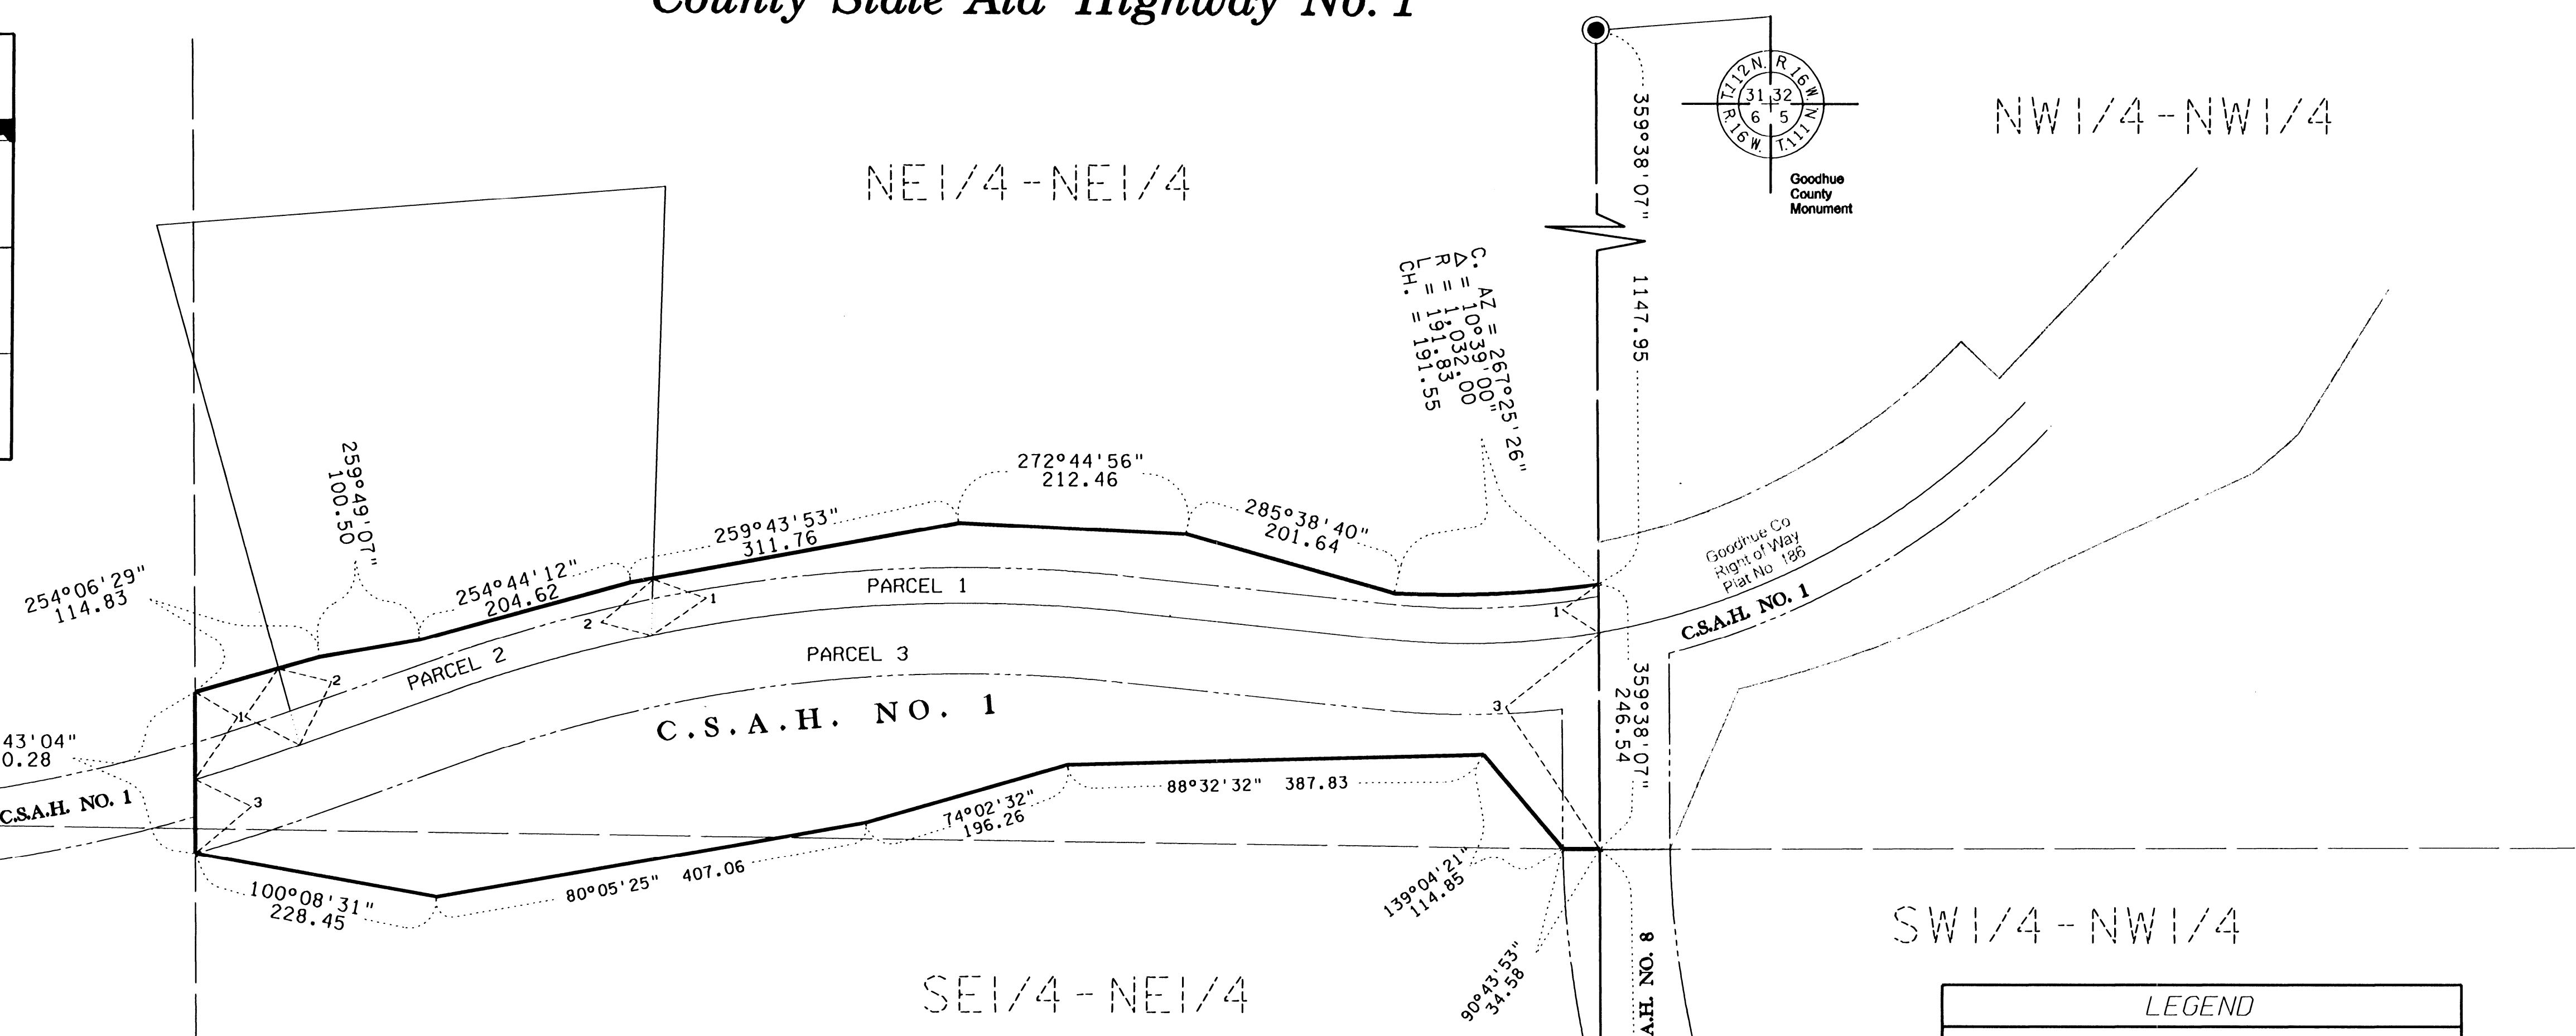 County State Aid Highway No. 1
T.112 N. R 16 W.
31 32
6 5
R. 16 W. T.111 N.
Goodhue
County
Monument
NW1/4-NW1/4
NE1/4-NE1/4
359°38'07" 1147.95
C. AZ = 267°25'26"
Δ = 10°39'00"
R = 1,032.00
L = 191.83
CH. = 191.55
259°49'07"
100.50
272°44'56"
212.46
259°43'53"
311.76
285°38'40"
201.64
254°44'12"
204.62
254°06'29"
114.83
Goodhue Co
Right of Way
Plat No 186
C.S.A.H. NO. 1
PARCEL 1
1
2
1
PARCEL 2
PARCEL 3
2
1
3
3
C.S.A.H. NO. 1
359°38'07"
246.54
43'04"
0.28
C.S.A.H. NO. 1
88°32'32" 387.83
74°02'32"
196.26
80°05'25" 407.06
100°08'31"
228.45
139°04'21"
114.85
90°43'53"
34.58
A.H. NO. 8
SW1/4-NW1/4
SE1/4-NE1/4
LEGEND